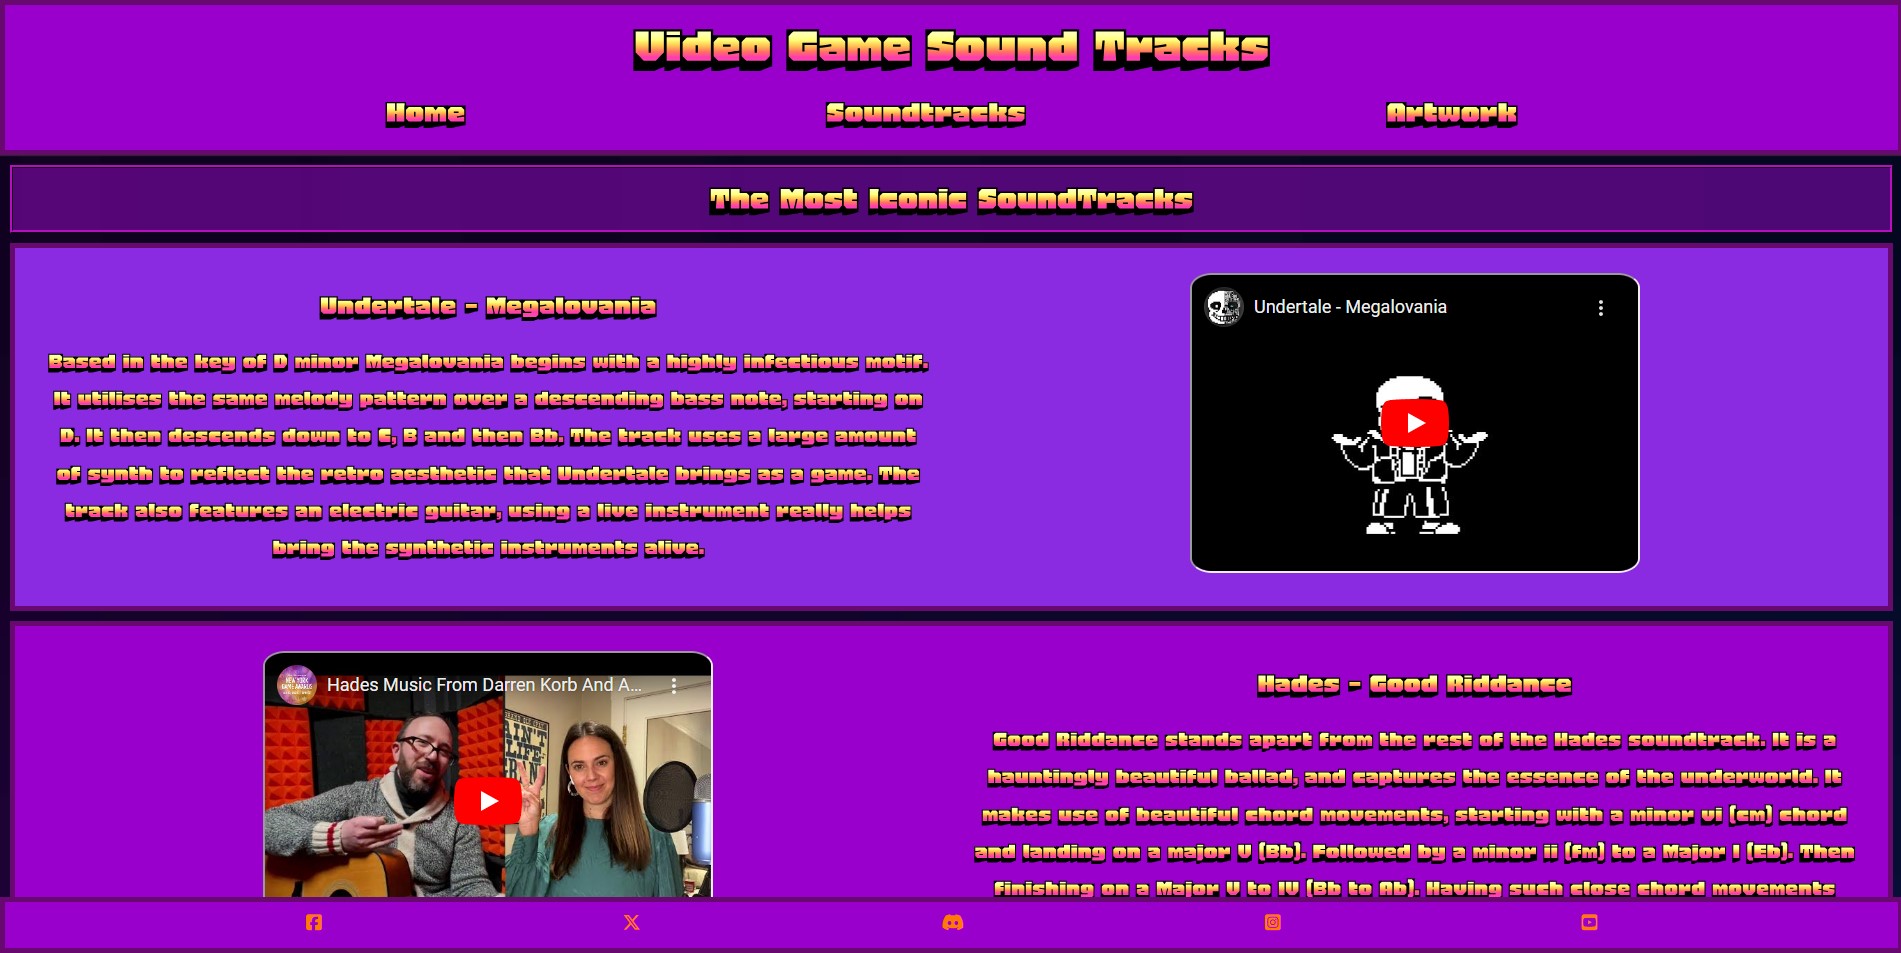 Video Game Sound Tracks
Home Soundtracks Artwork
The Most Iconic SoundTracks
Undertale - Megalovania
Based in the key of D minor Megalovania begins with a highly infectious motif.
It utilises the same melody pattern over a descending bass note, starting on
D. It then descends down to C, B and then Bb. The track uses a large amount
of synth to reflect the retro aesthetic that Undertale brings as a game. The
track also features an electric guitar, using a live instrument really helps
bring the synthetic instruments alive.
Undertale - Megalovania
Hades Music From Darren Korb And A...
NEW YORK
GAME AWARDS
AIN'T
LIFE
Hades - Good Riddance
Good Riddance stands apart from the rest of the Hades soundtrack. It is a
hauntingly beautiful ballad, and captures the essence of the underworld. It
makes use of beautiful chord movements, starting with a minor vi (cm) chord
and landing on a major V (Bb). Followed by a minor ii (fm) to a Major I (Eb). Then
finishing on a Major V to IV (Bb to Ab). Having such close chord movements